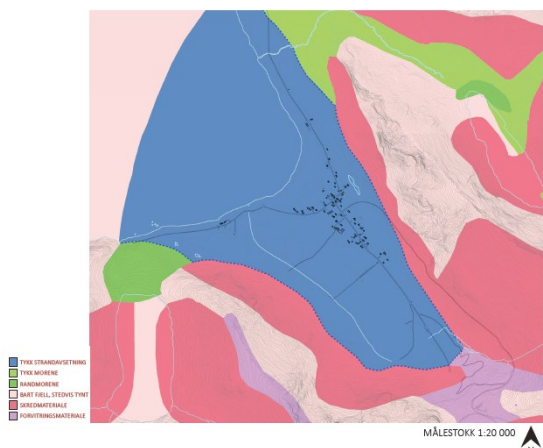 TYKK STRANDAVSETNING
TYKK MORENE
RANDMORENE
BART FJELL, STEDVIS TYNT
SKREDMATERIALE
FORVITRINGSMATERIALE
MÅLESTOKK 1:20 000